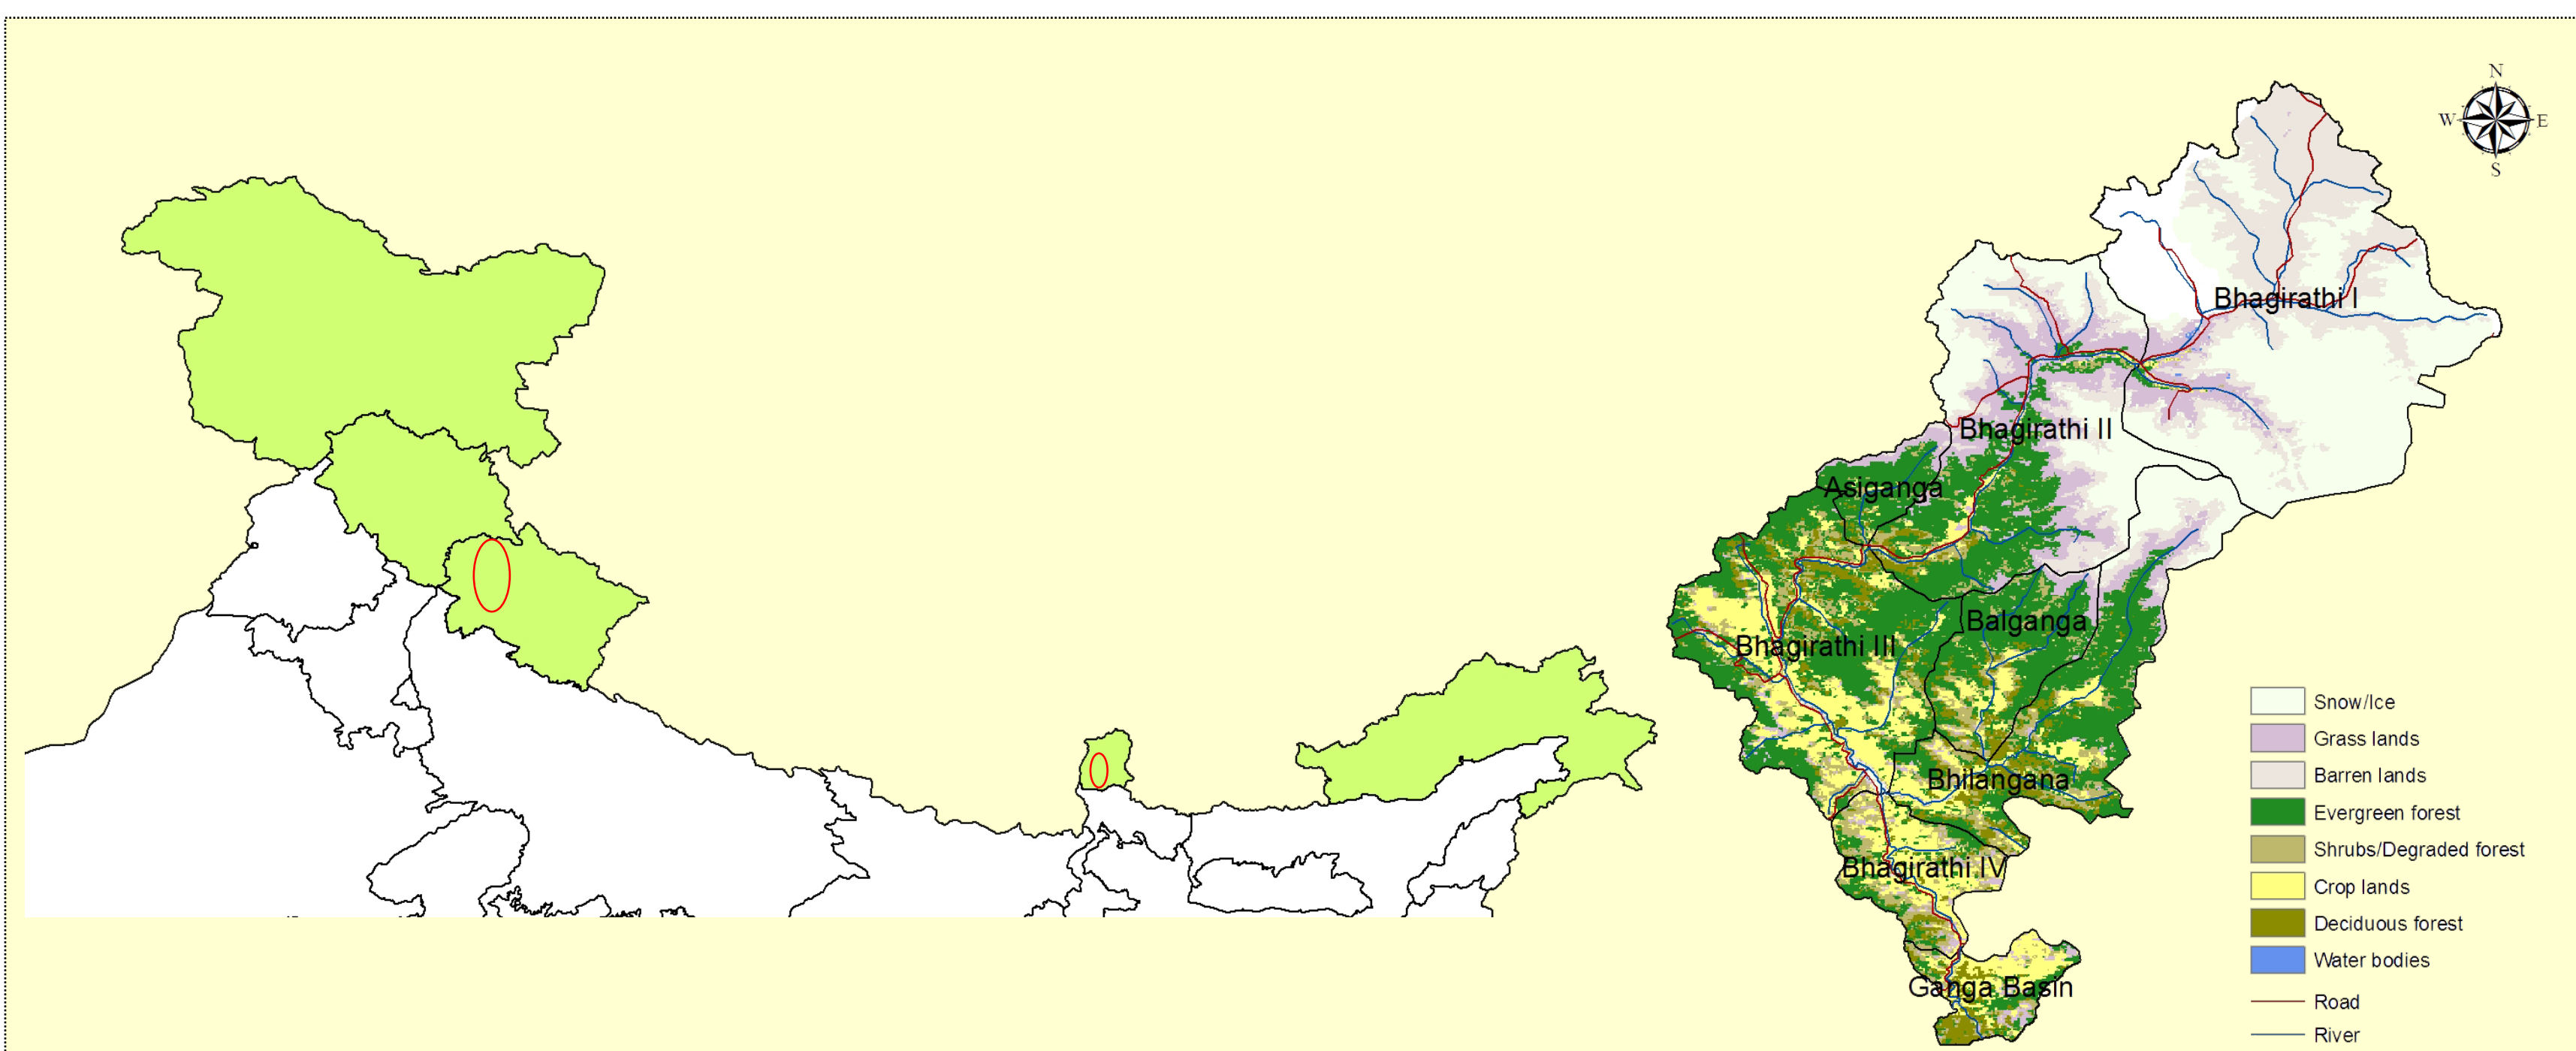 N
W
E
S
Bhagirathi I
Bhagirathi II
Asiganga
Balganga
Bhagirathi III
Bhilangana
Bhagirathi IV
Ganga Basin
Snow/Ice
Grass lands
Barren lands
Evergreen forest
Shrubs/Degraded forest
Crop lands
Deciduous forest
Water bodies
Road
River